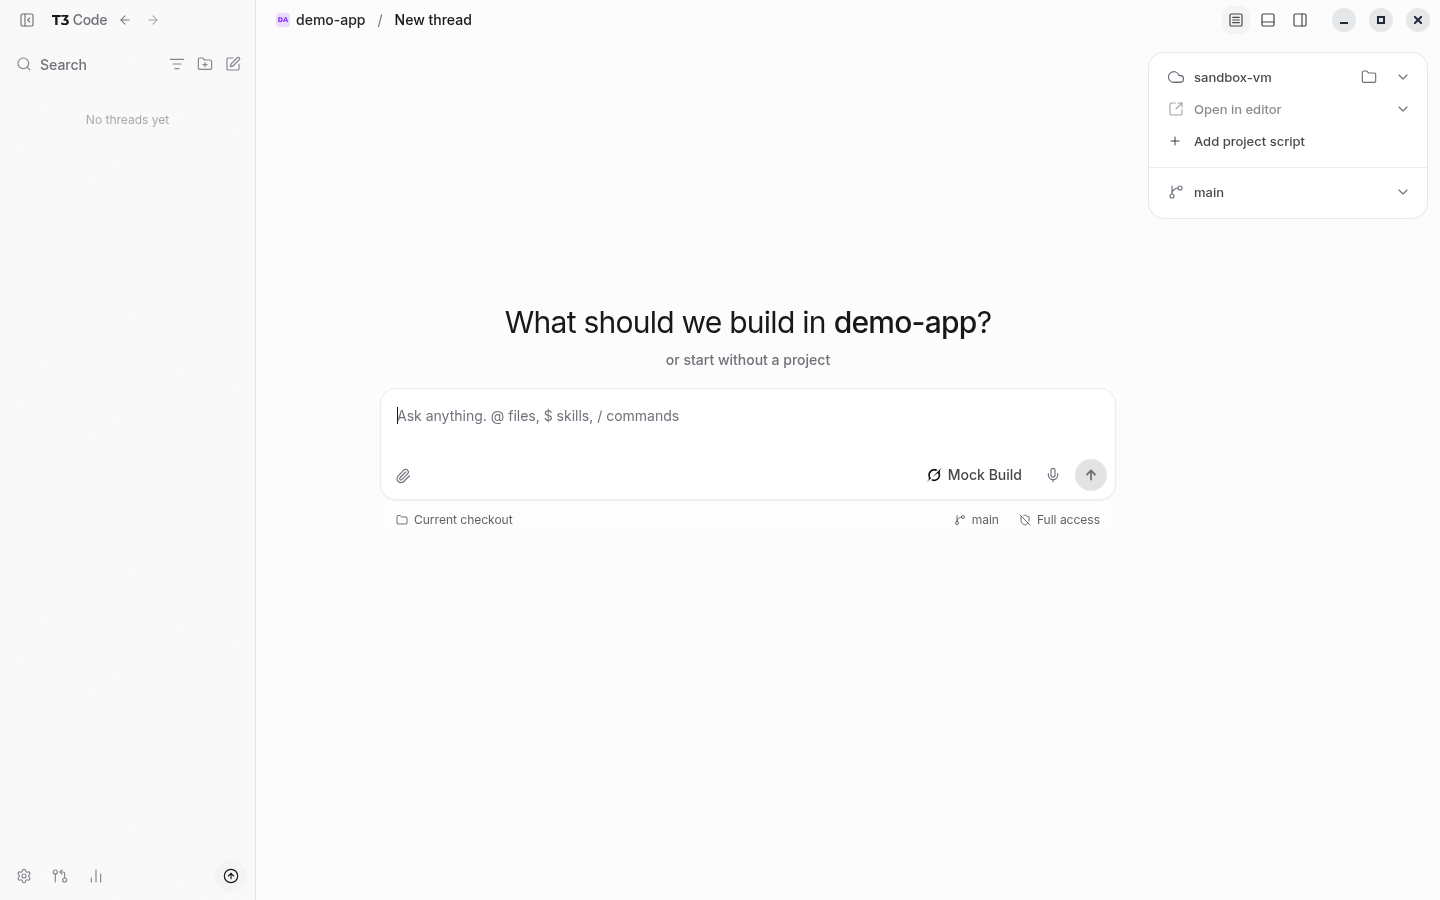 T3 Code
DA demo-app / New thread
Search
No threads yet
sandbox-vm
Open in editor
Add project script
main
What should we build in demo-app?
or start without a project
Ask anything. @ files, $ skills, / commands
Mock Build
Current checkout
main
Full access